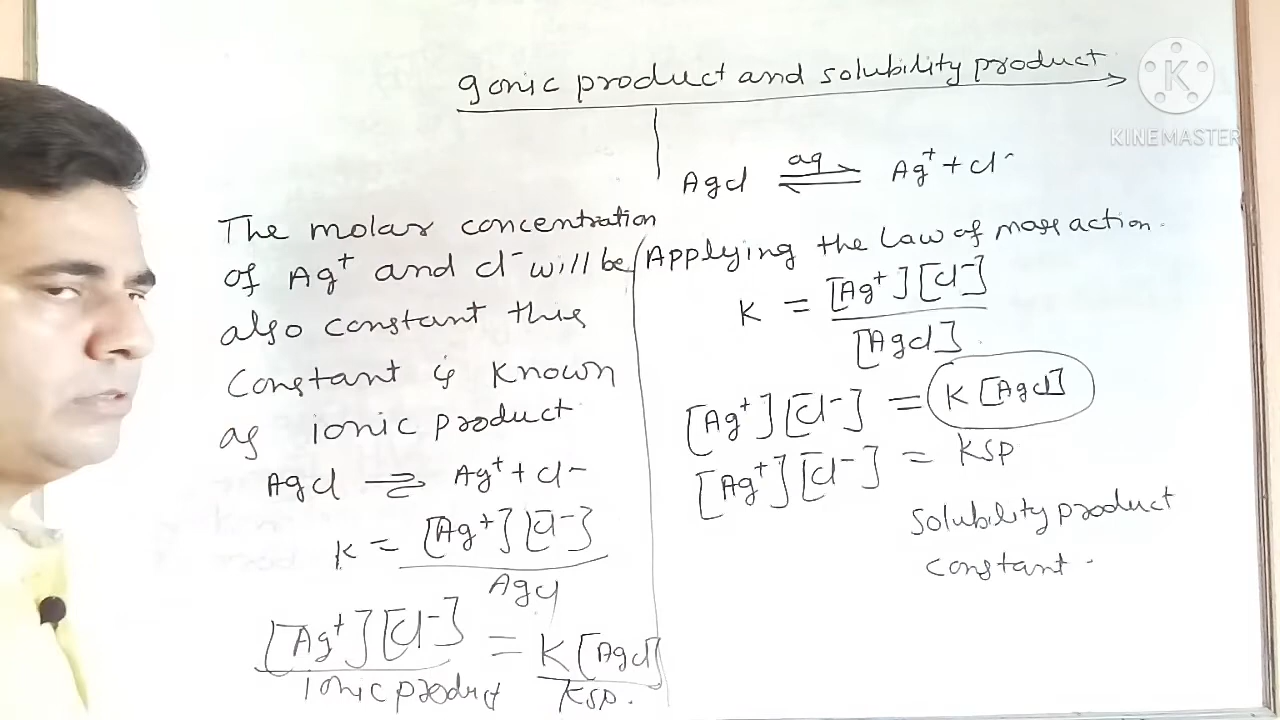 Ionic product and solubility product
K
KINEMASTER
The molar concentration
of Ag⁺ and Cl⁻ will be
also constant this
constant is known
as ionic product
AgCl ⇌ Ag⁺ + Cl⁻
K = [Ag⁺][Cl⁻]
AgCl
[Ag⁺][Cl⁻] = K[AgCl]
ionic product Ksp.
AgCl ⇌ Ag⁺ + Cl⁻
aq
Applying the Law of mass action.
K = [Ag⁺][Cl⁻]
[AgCl].
[Ag⁺][Cl⁻] = K[AgCl]
[Ag⁺][Cl⁻] = KSP
Solubility product
constant.